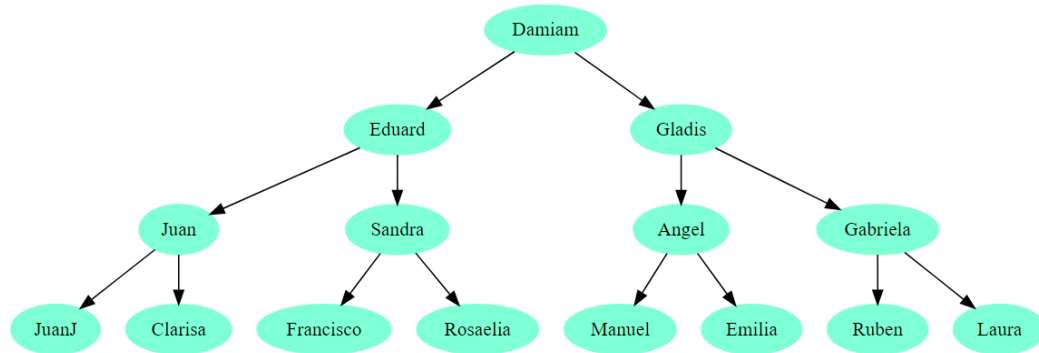 Damiam
Eduard
Gladis
Juan
Sandra
Angel
Gabriela
JuanJ
Clarisa
Francisco
Rosaelia
Manuel
Emilia
Ruben
Laura